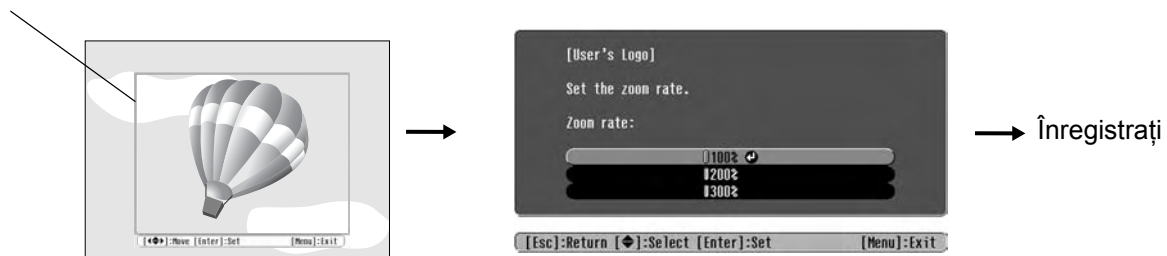 [◄◆►]:Move [Enter]:Set [Menu]:Exit
[User's Logo]
Set the zoom rate.
Zoom rate:
100%
200%
300%
[Esc]:Return [◆]:Select [Enter]:Set [Menu]:Exit
Înregistrați